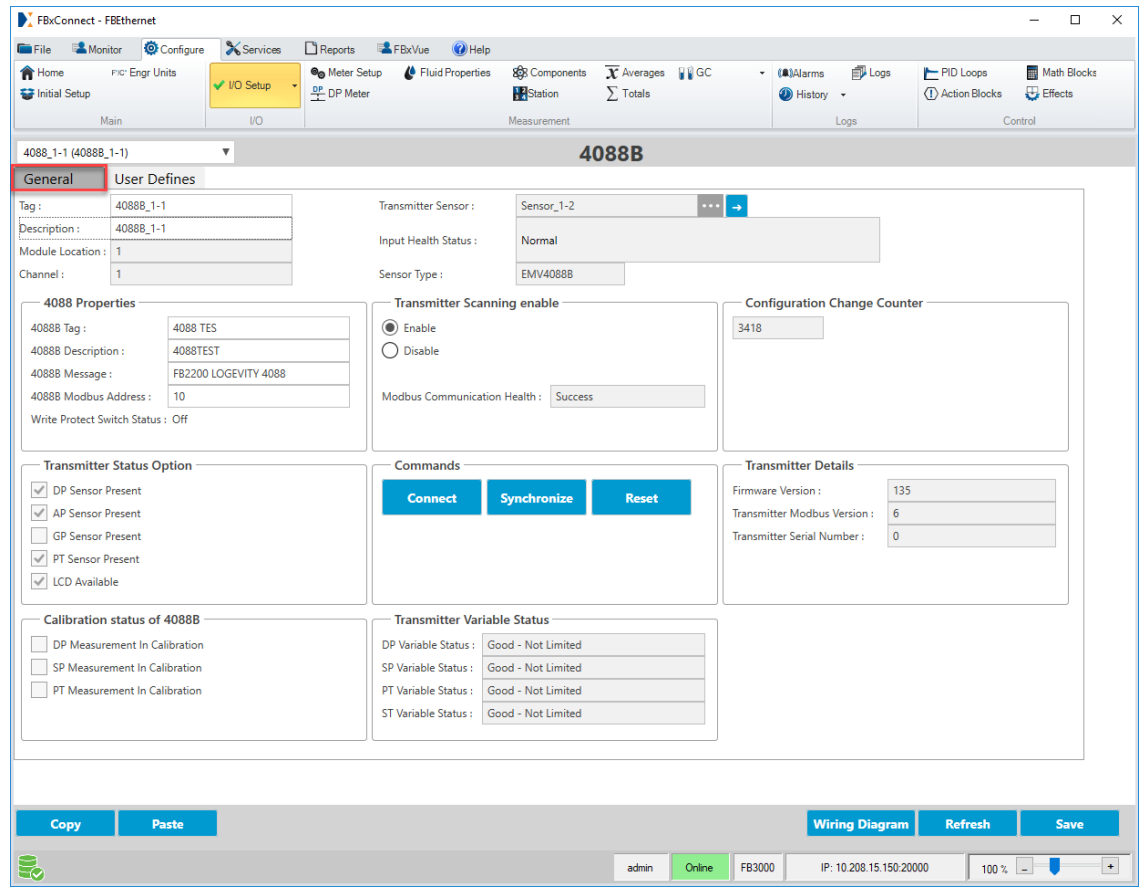 FBxConnect - FBEthernet
File Monitor Configure Services Reports FBxVue Help
Home Engr Units I/O Setup Meter Setup Fluid Properties Components Averages GC Alarms Logs PID Loops Math Blocks
Initial Setup DP Meter Station Totals History Action Blocks Effects
Main I/O Measurement Logs Control
4088_1-1 (4088B_1-1) 4088B
General User Defines
Tag : 4088B_1-1 Transmitter Sensor : Sensor_1-2
Description : 4088B_1-1
Input Health Status : Normal
Module Location : 1
Channel : 1 Sensor Type : EMV4088B
4088 Properties Transmitter Scanning enable Configuration Change Counter
4088B Tag : 4088 TES Enable 3418
4088B Description : 4088TEST Disable
4088B Message : FB2200 LOGEVITY 4088
4088B Modbus Address : 10 Modbus Communication Health : Success
Write Protect Switch Status : Off
Transmitter Status Option Commands Transmitter Details
DP Sensor Present Connect Synchronize Reset Firmware Version : 135
AP Sensor Present Transmitter Modbus Version : 6
GP Sensor Present Transmitter Serial Number : 0
PT Sensor Present
LCD Available
Calibration status of 4088B Transmitter Variable Status
DP Measurement In Calibration DP Variable Status : Good - Not Limited
SP Measurement In Calibration SP Variable Status : Good - Not Limited
PT Measurement In Calibration PT Variable Status : Good - Not Limited
ST Variable Status : Good - Not Limited
Copy Paste Wiring Diagram Refresh Save
admin Online FB3000 IP: 10.208.15.150:20000 100 % - +